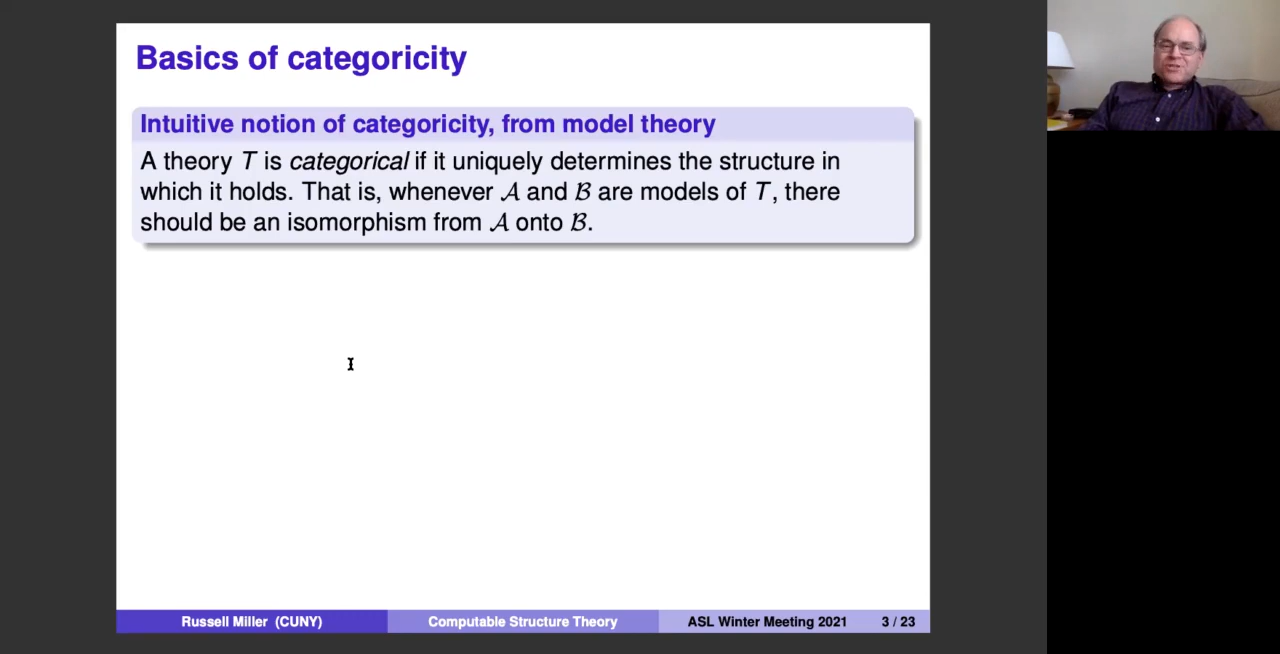 Basics of categoricity
Intuitive notion of categoricity, from model theory
A theory T is categorical if it uniquely determines the structure in
which it holds. That is, whenever 𝒜 and ℬ are models of T, there
should be an isomorphism from 𝒜 onto ℬ.
Russell Miller (CUNY) Computable Structure Theory ASL Winter Meeting 2021 3 / 23